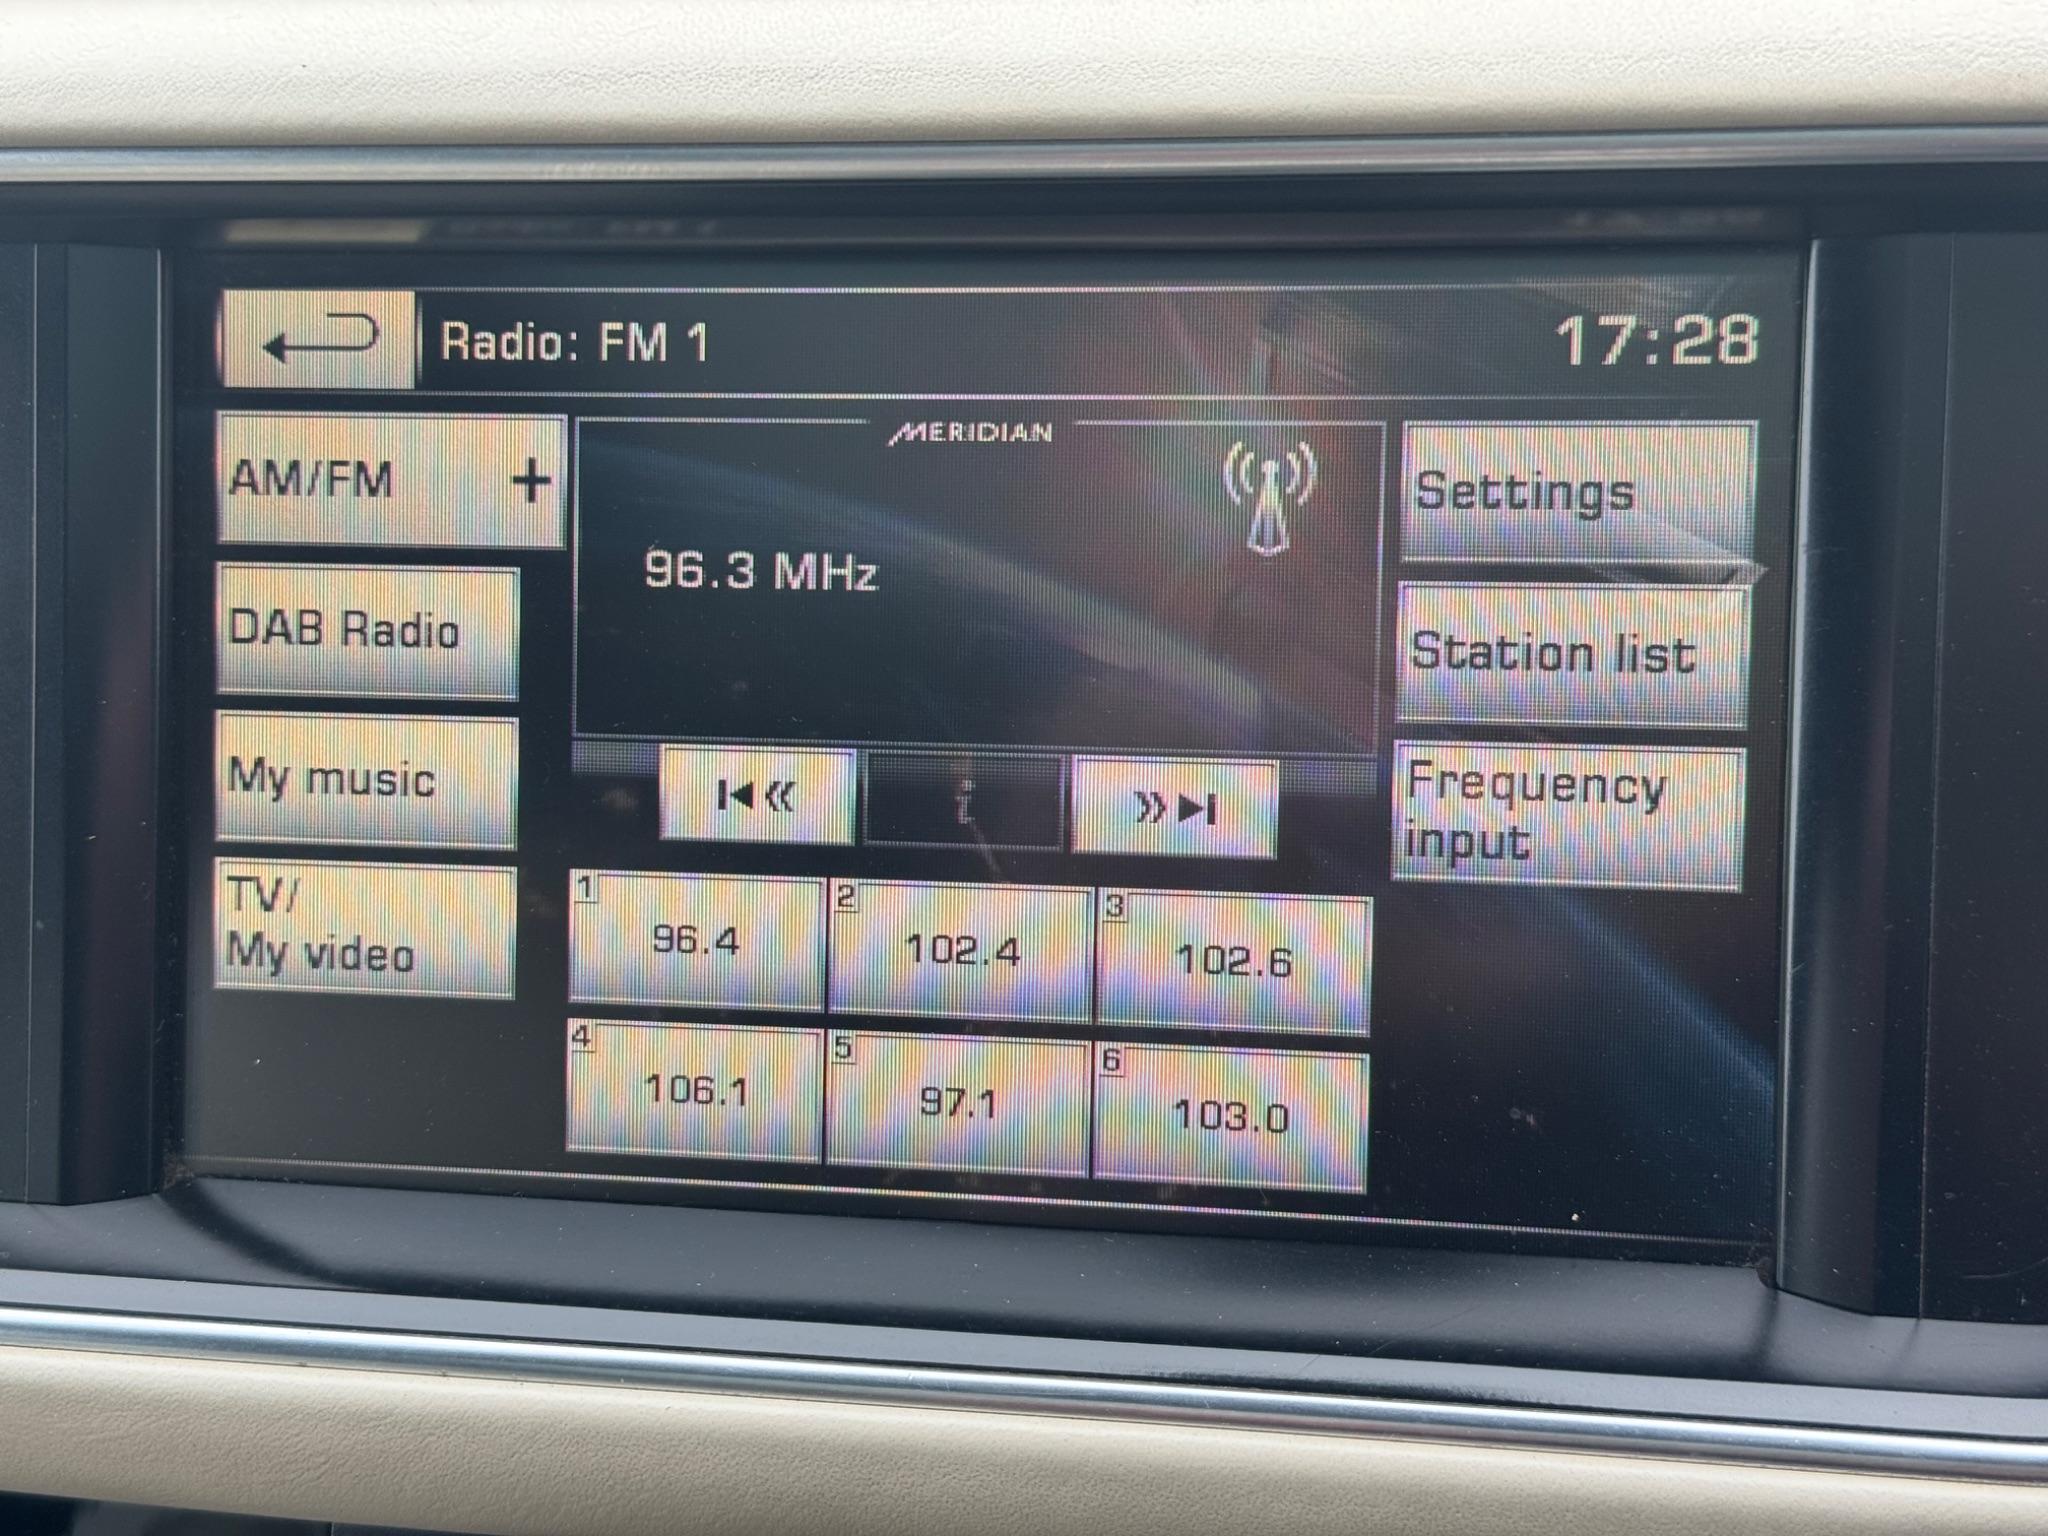 Radio: FM 1
17:28
AM/FM +
MERIDIAN
Settings
96.3 MHz
DAB Radio
Station list
My music
Frequency
input
i
TV/
My video
1
96.4
2
102.4
3
102.6
4
106.1
5
97.1
6
103.0